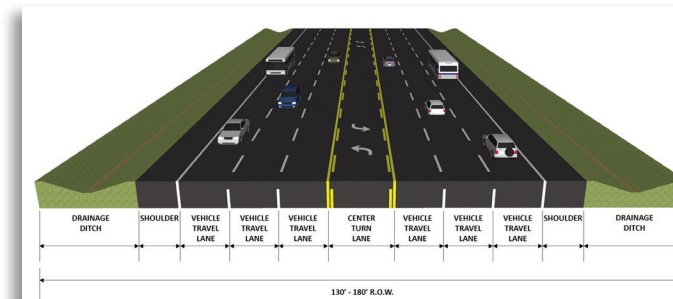 DRAINAGE
DITCH
SHOULDER
VEHICLE
TRAVEL
LANE
VEHICLE
TRAVEL
LANE
VEHICLE
TRAVEL
LANE
CENTER
TURN
LANE
VEHICLE
TRAVEL
LANE
VEHICLE
TRAVEL
LANE
VEHICLE
TRAVEL
LANE
SHOULDER
DRAINAGE
DITCH
130' - 180' R.O.W.